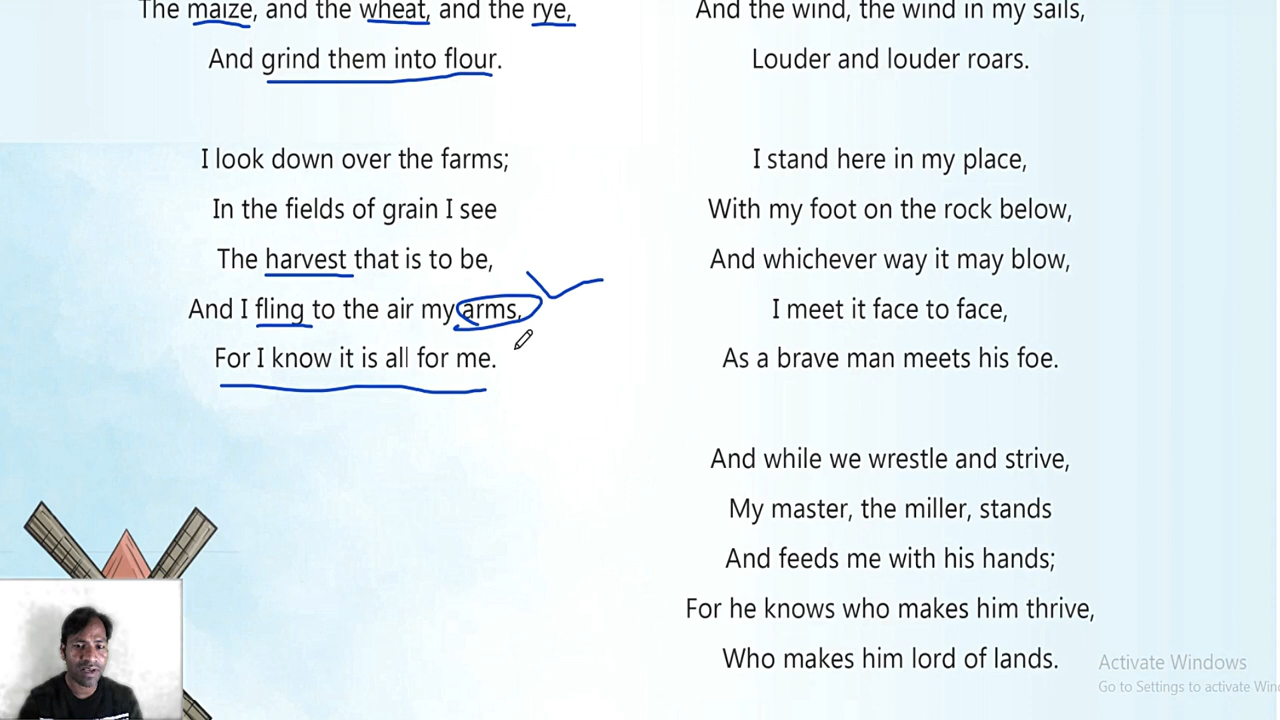 The maize, and the wheat, and the rye,
And grind them into flour.
I look down over the farms;
In the fields of grain I see
The harvest that is to be,
And I fling to the air my arms,
For I know it is all for me.
And the wind, the wind in my sails,
Louder and louder roars.
I stand here in my place,
With my foot on the rock below,
And whichever way it may blow,
I meet it face to face,
As a brave man meets his foe.
And while we wrestle and strive,
My master, the miller, stands
And feeds me with his hands;
For he knows who makes him thrive,
Who makes him lord of lands.
Activate Windows
Go to Settings to activate Win